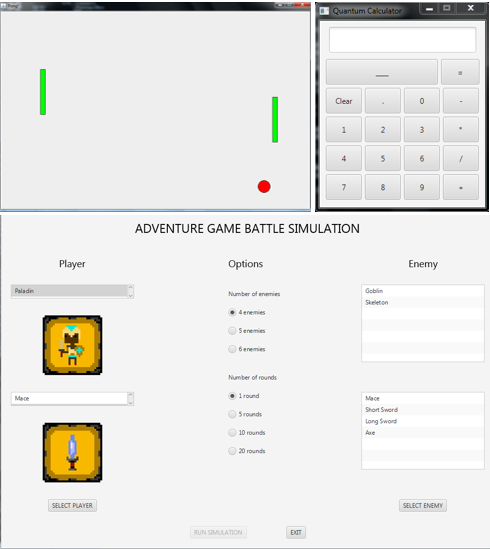 Pong!
Quantum Calculator
=
Clear . 0 -
1 2 3 *
4 5 6 /
7 8 9 +
ADVENTURE GAME BATTLE SIMULATION
Player Options Enemy
Paladin
Number of enemies
4 enemies
5 enemies
6 enemies
Goblin
Skeleton
Mace
Number of rounds
1 round
5 rounds
10 rounds
20 rounds
Mace
Short Sword
Long Sword
Axe
SELECT PLAYER
SELECT ENEMY
RUN SIMULATION
EXIT